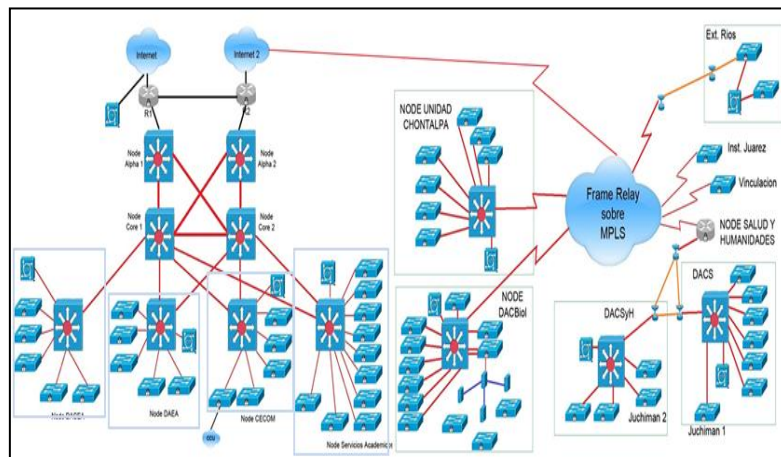 Internet
Internet 2
R1
R2
Node
Alpha 1
Node
Alpha 2
Node
Core 1
Node
Core 2
Node DAEA
Node CECOM
Node Servicios Academicos
NODE UNIDAD
CHONTALPA
NODE
DACBiol
Frame Relay
sobre
MPLS
Ext. Rios
Inst. Juarez
Vinculacion
NODE SALUD Y
HUMANIDADES
DACSyH
DACS
Juchiman 2
Juchiman 1